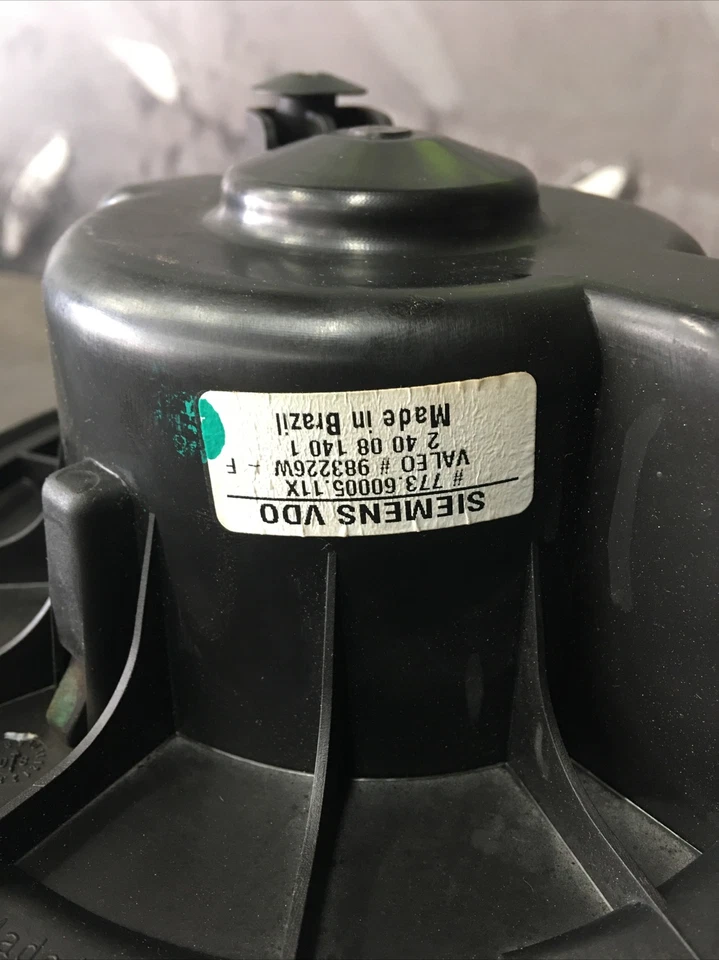 SIEMENS VDO
# 773.60005.11X
VALEO # 983226W - F
2 40 08 140 1
Made in Brazil